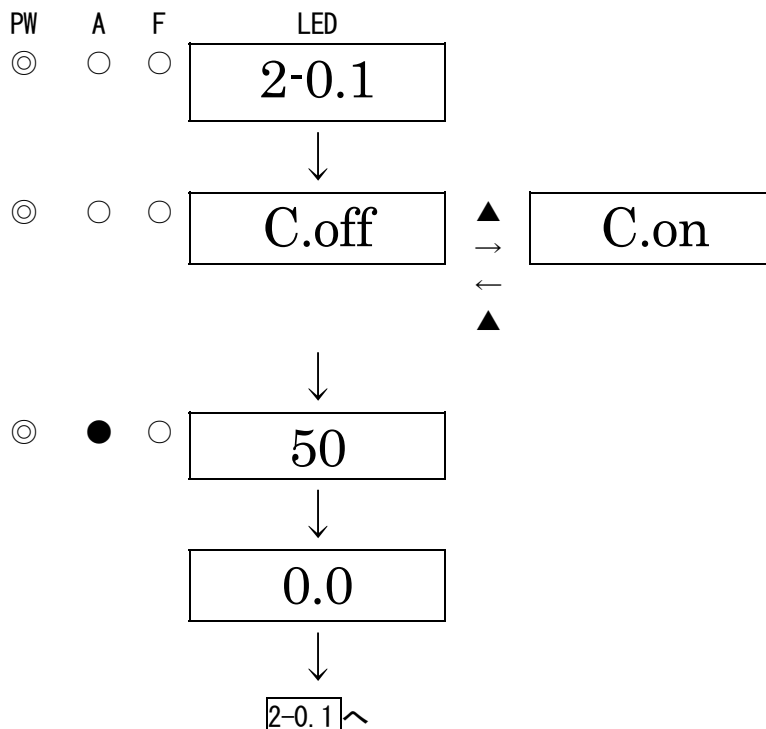 PW A F LED
◎ ○ ○ 2-0.1
↓
◎ ○ ○ C.off ▲ C.on
→
←
▲
↓
◎ ● ○ 50
↓
0.0
↓
2-0.1へ